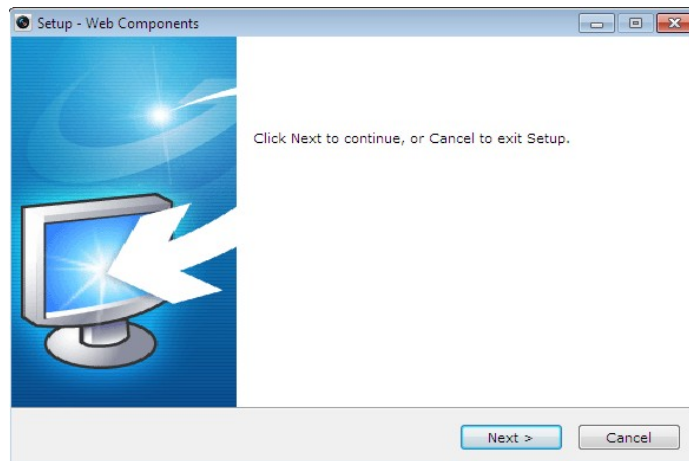 Setup - Web Components
Click Next to continue, or Cancel to exit Setup.
Next >
Cancel